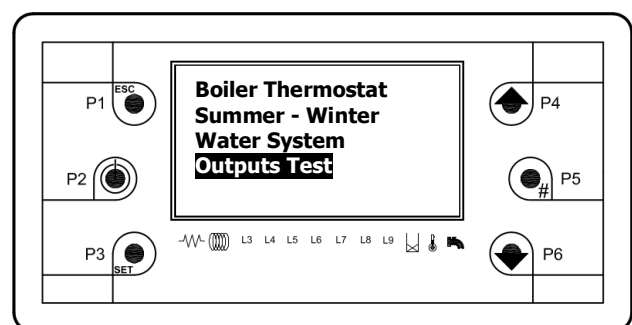 ESC
P1
Boiler Thermostat
Summer - Winter
Water System
Outputs Test
P4
P2
P5
#
P3
SET
L3 L4 L5 L6 L7 L8 L9
P6